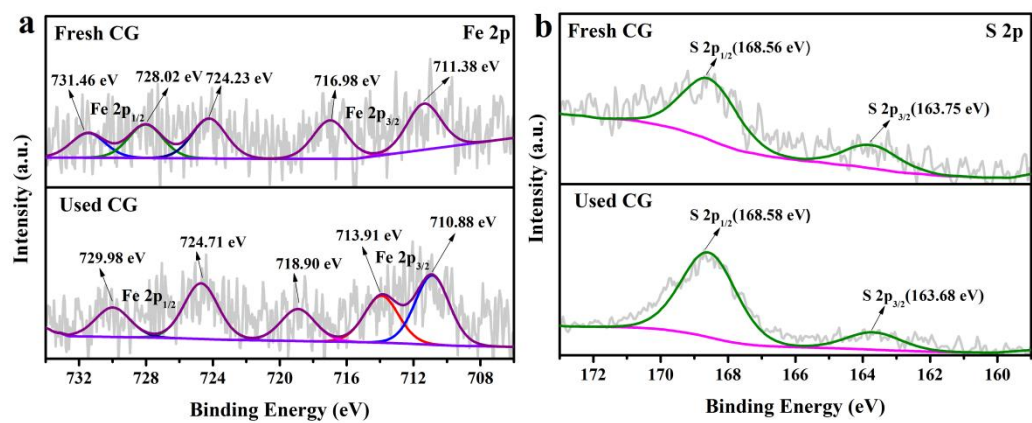 a
Fresh CG
Fe 2p
731.46 eV
728.02 eV
724.23 eV
716.98 eV
711.38 eV
Fe 2p1/2
Fe 2p3/2
Used CG
729.98 eV
724.71 eV
718.90 eV
713.91 eV
710.88 eV
Fe 2p1/2
Fe 2p3/2
Intensity (a.u.)
732 728 724 720 716 712 708
Binding Energy (eV)
b
Fresh CG
S 2p
S 2p1/2(168.56 eV)
S 2p3/2(163.75 eV)
Used CG
S 2p1/2(168.58 eV)
S 2p3/2(163.68 eV)
Intensity (a.u.)
172 170 168 166 164 162 160
Binding Energy (eV)